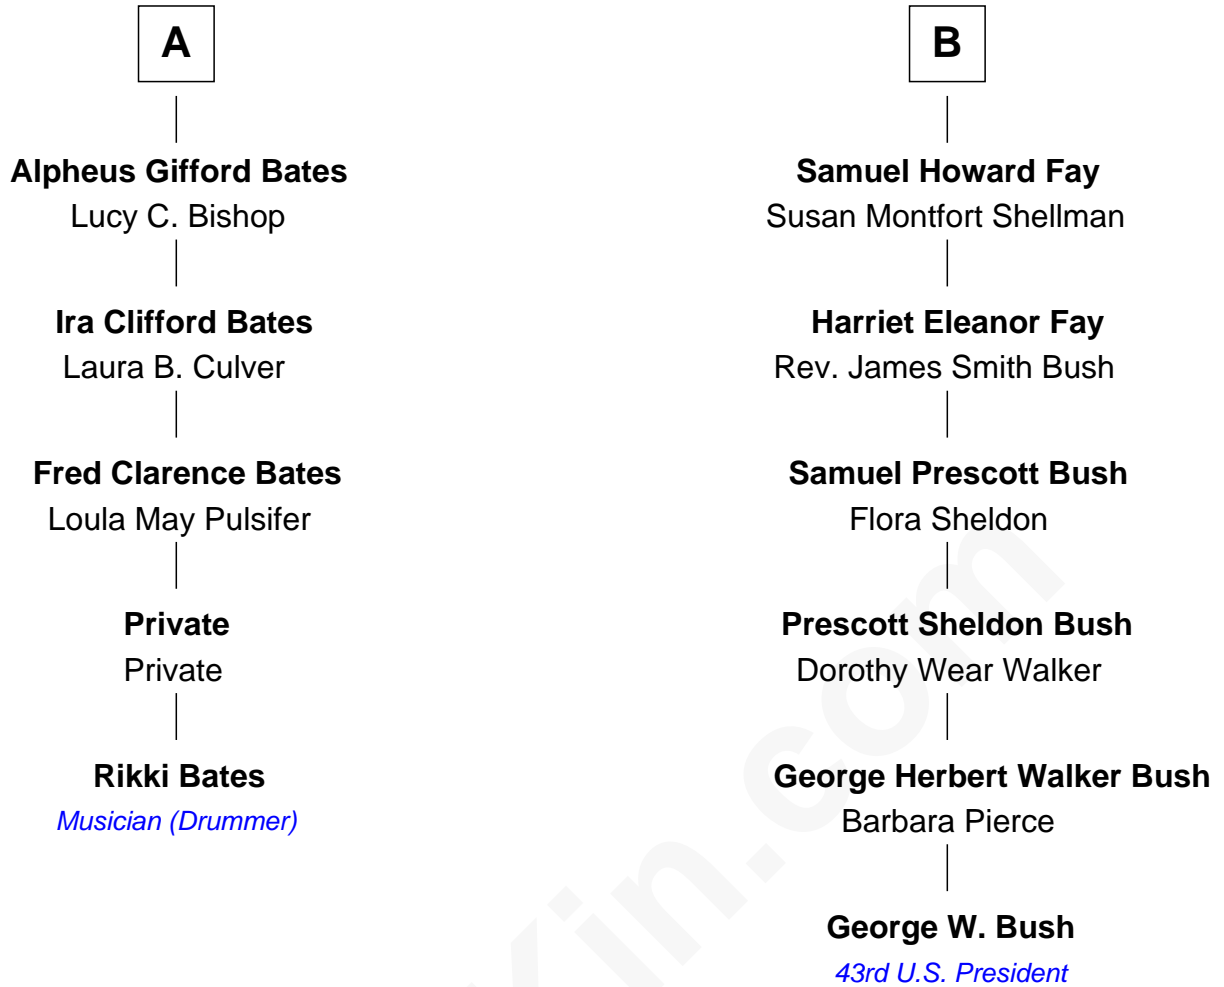 A
Alpheus Gifford Bates
Lucy C. Bishop
Ira Clifford Bates
Laura B. Culver
Fred Clarence Bates
Loula May Pulsifer
Private
Private
Rikki Bates
Musician (Drummer)
B
Samuel Howard Fay
Susan Montfort Shellman
Harriet Eleanor Fay
Rev. James Smith Bush
Samuel Prescott Bush
Flora Sheldon
Prescott Sheldon Bush
Dorothy Wear Walker
George Herbert Walker Bush
Barbara Pierce
George W. Bush
43rd U.S. President
Kin.com